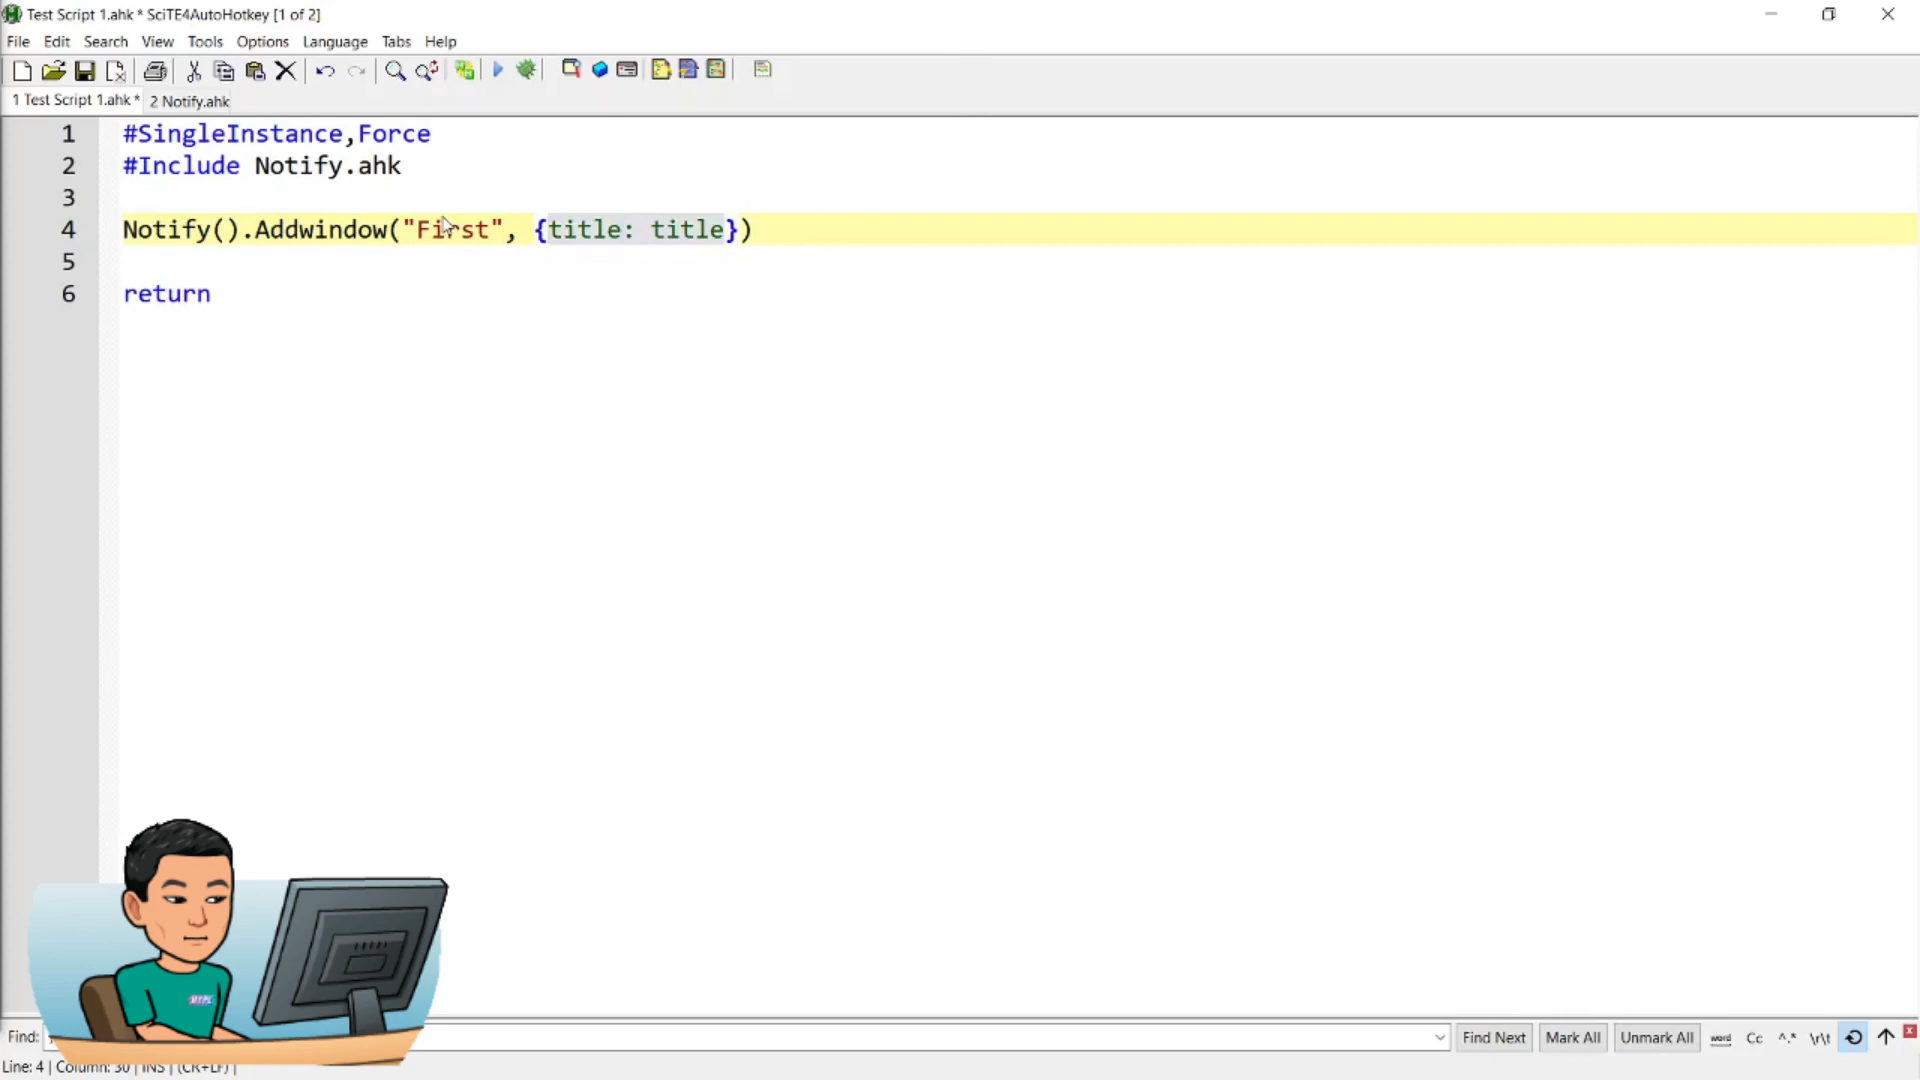 Test Script 1.ahk * SciTE4AutoHotkey [1 of 2]
File Edit Search View Tools Options Language Tabs Help
1 Test Script 1.ahk * 2 Notify.ahk
1 #SingleInstance,Force
2 #Include Notify.ahk
3
4 Notify().Addwindow("First", {title: title})
5
6 return
MYPL
Find: Find Next Mark All Unmark All word Cc ^.* \r\t
Line: 4 | Column: 30 | INS | (CR+LF) |